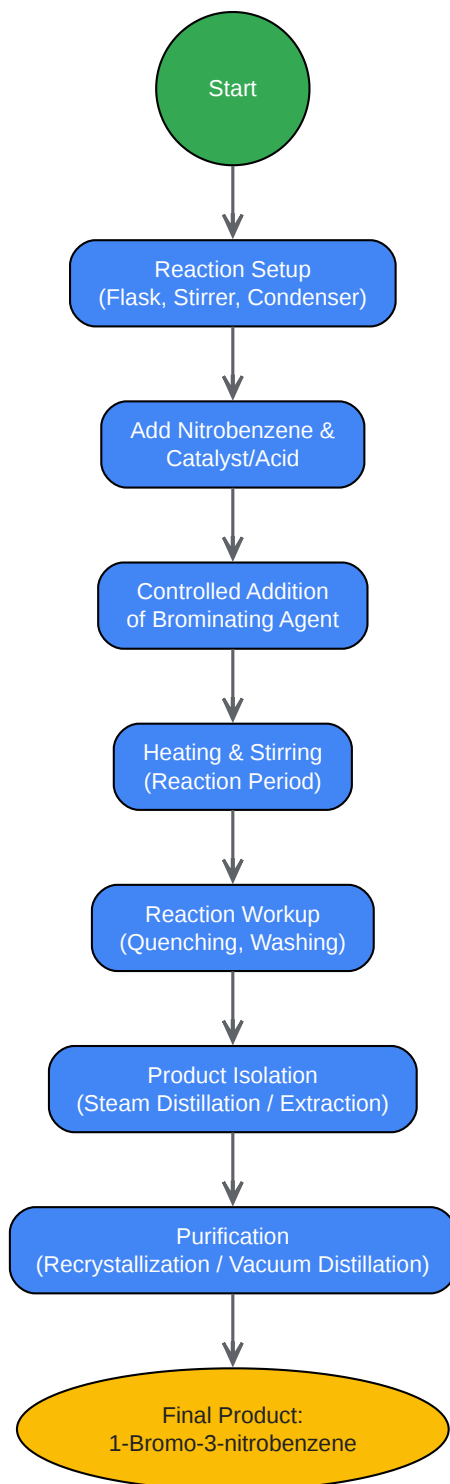 Start
Reaction Setup
(Flask, Stirrer, Condenser)
Add Nitrobenzene &
Catalyst/Acid
Controlled Addition
of Brominating Agent
Heating & Stirring
(Reaction Period)
Reaction Workup
(Quenching, Washing)
Product Isolation
(Steam Distillation / Extraction)
Purification
(Recrystallization / Vacuum Distillation)
Final Product:
1-Bromo-3-nitrobenzene